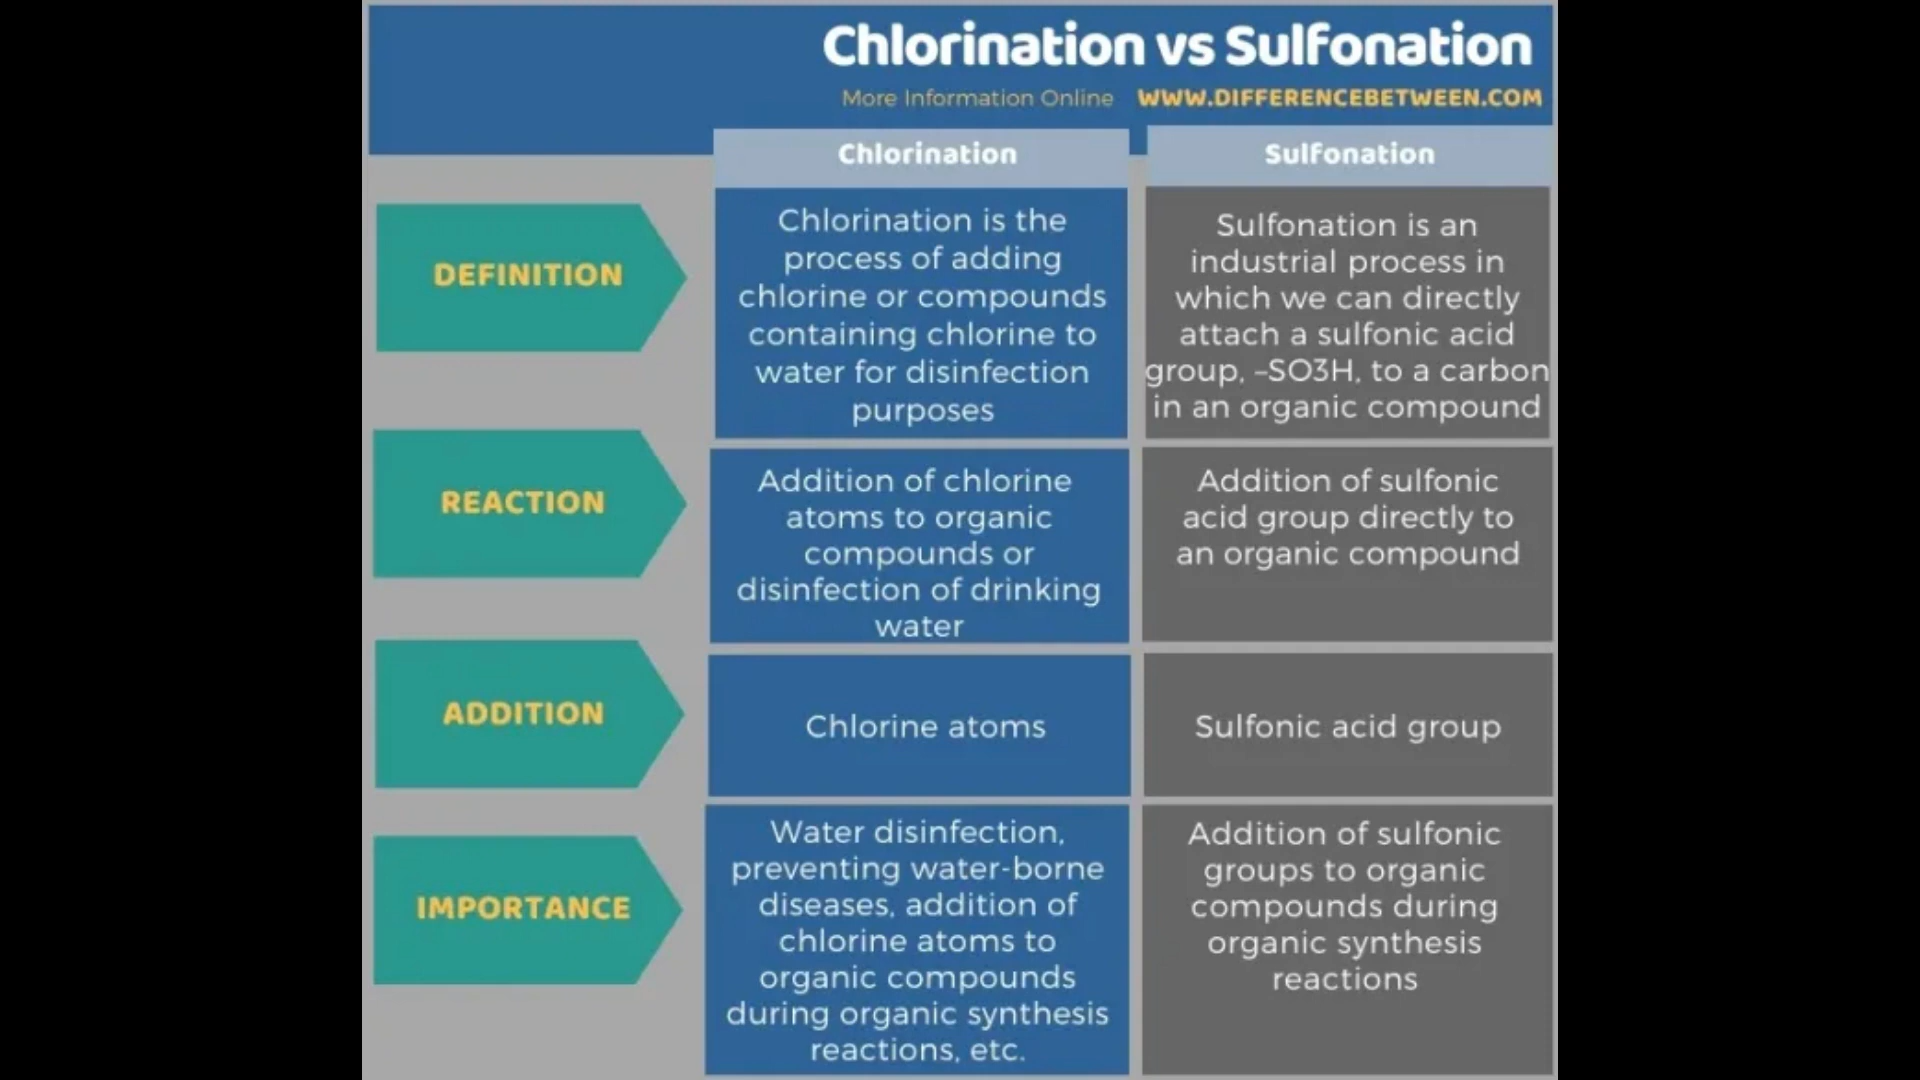 Chlorination vs Sulfonation
More Information Online WWW.DIFFERENCEBETWEEN.COM
Chlorination
Sulfonation
DEFINITION
Chlorination is the
process of adding
chlorine or compounds
containing chlorine to
water for disinfection
purposes
Sulfonation is an
industrial process in
which we can directly
attach a sulfonic acid
group, –SO3H, to a carbon
in an organic compound
REACTION
Addition of chlorine
atoms to organic
compounds or
disinfection of drinking
water
Addition of sulfonic
acid group directly to
an organic compound
ADDITION
Chlorine atoms
Sulfonic acid group
IMPORTANCE
Water disinfection,
preventing water-borne
diseases, addition of
chlorine atoms to
organic compounds
during organic synthesis
reactions, etc.
Addition of sulfonic
groups to organic
compounds during
organic synthesis
reactions